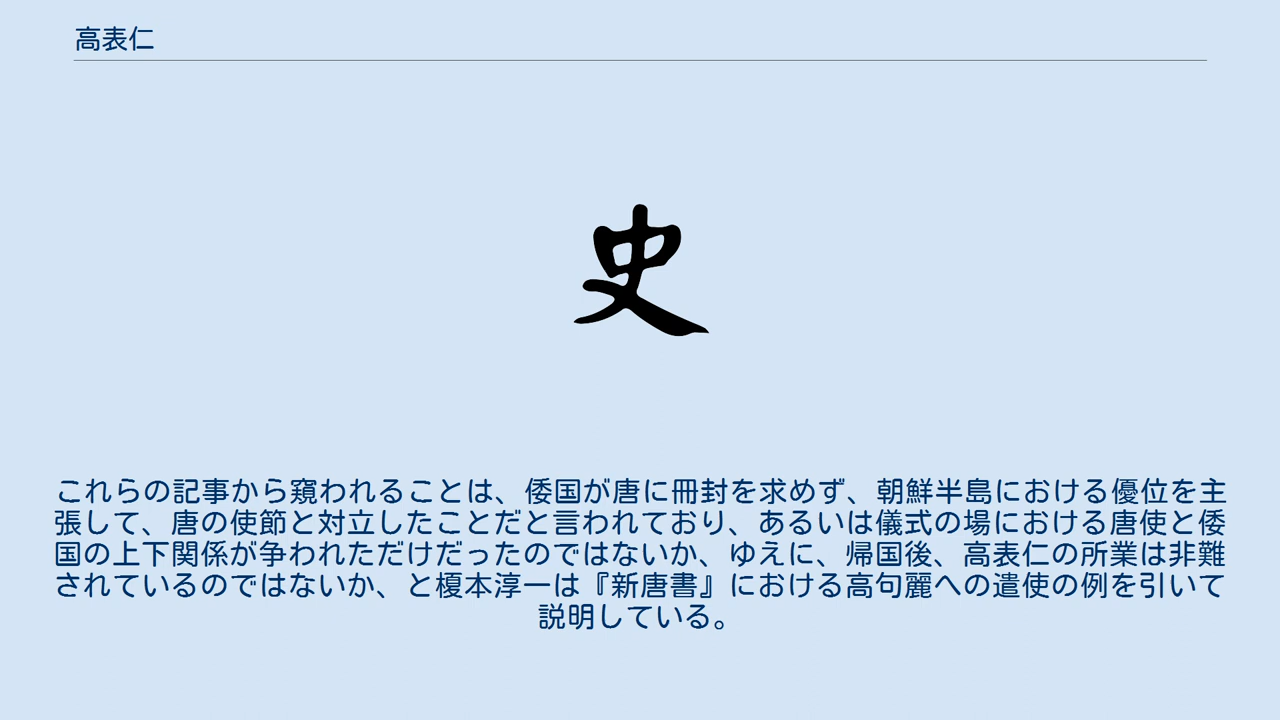 高表仁
史
これらの記事から窺われることは、倭国が唐に冊封を求めず、朝鮮半島における優位を主
張して、唐の使節と対立したことだと言われており、あるいは儀式の場における唐使と倭
国の上下関係が争われただけだったのではないか、ゆえに、帰国後、高表仁の所業は非難
されているのではないか、と榎本淳一は『新唐書』における高句麗への遣使の例を引いて
説明している。